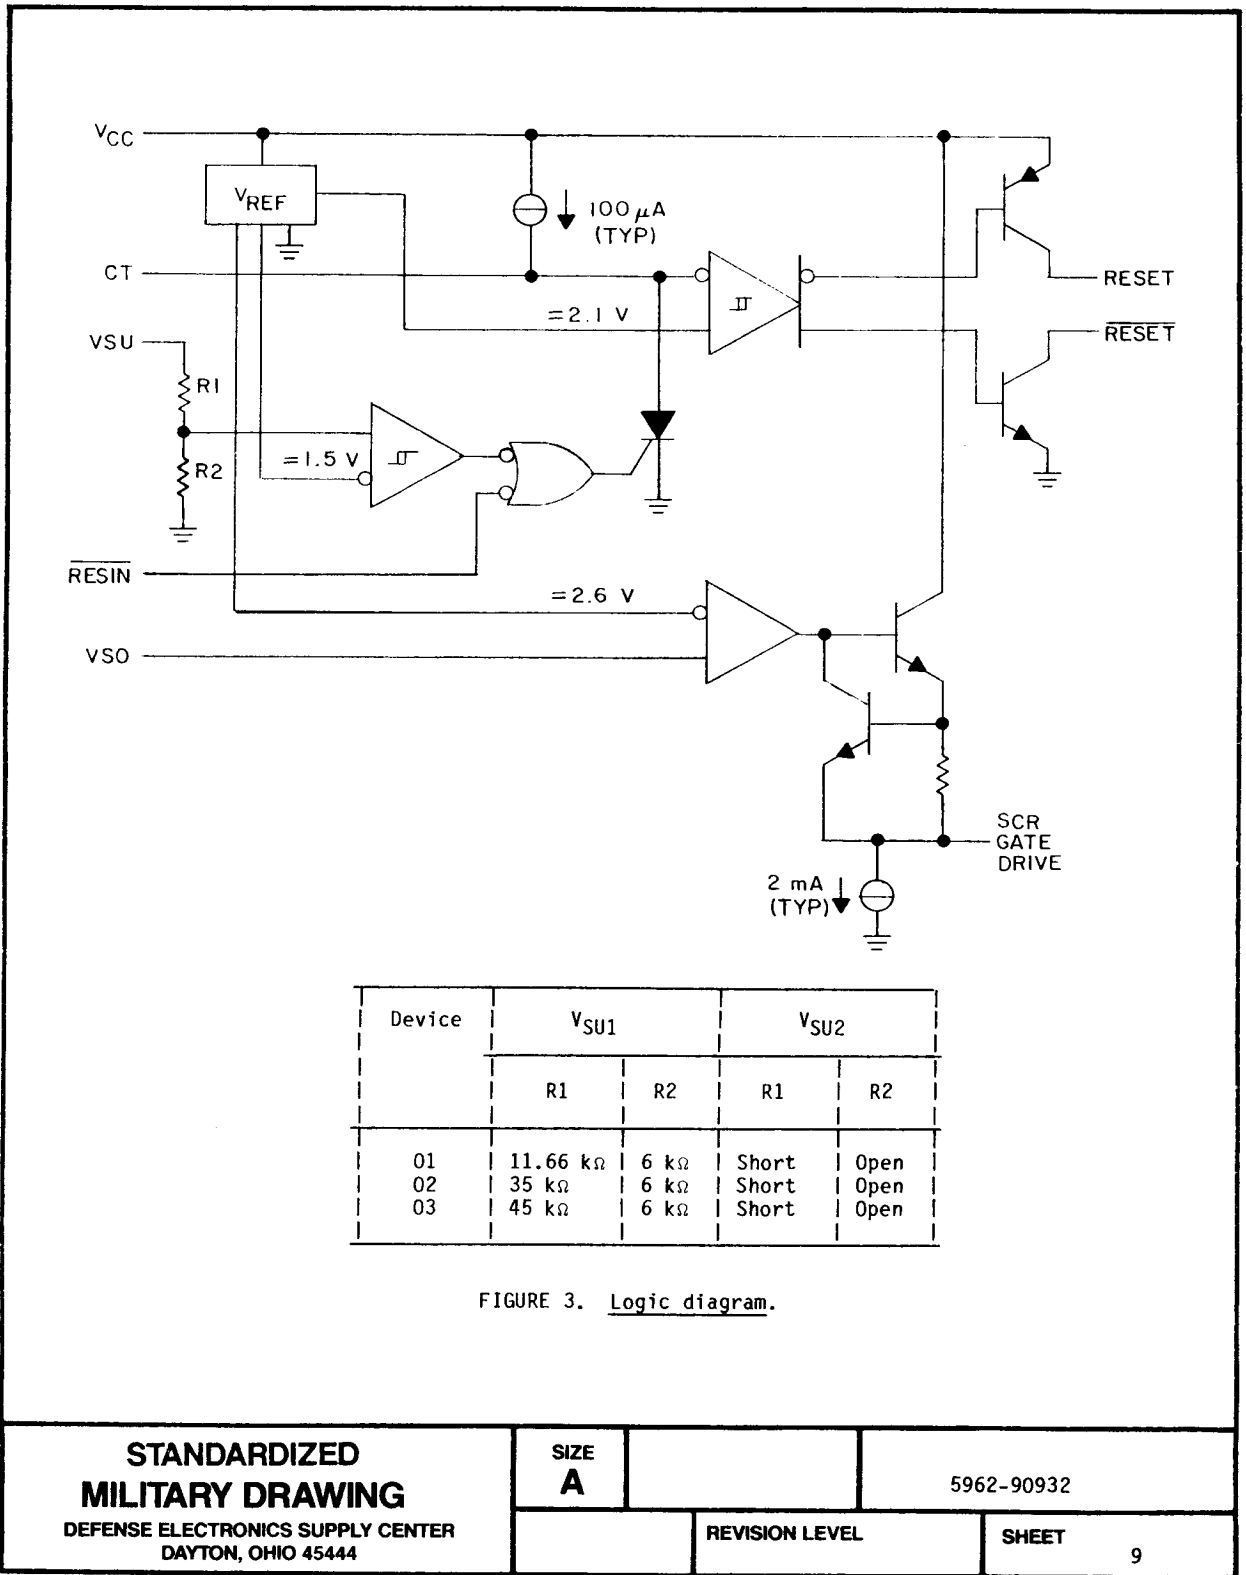 VCC
VREF
100 µA
(TYP)
CT
RESET
=2.1 V
RESET
VSU
R1
=1.5 V
R2
RESIN
=2.6 V
VSO
SCR
GATE
DRIVE
2 mA
(TYP)
Device VSU1 VSU2
R1 R2 R1 R2
01 11.66 kΩ 6 kΩ Short Open
02 35 kΩ 6 kΩ Short Open
03 45 kΩ 6 kΩ Short Open
FIGURE 3. Logic diagram.
STANDARDIZED
MILITARY DRAWING
DEFENSE ELECTRONICS SUPPLY CENTER
DAYTON, OHIO 45444
SIZE
A
5962-90932
REVISION LEVEL
SHEET
9